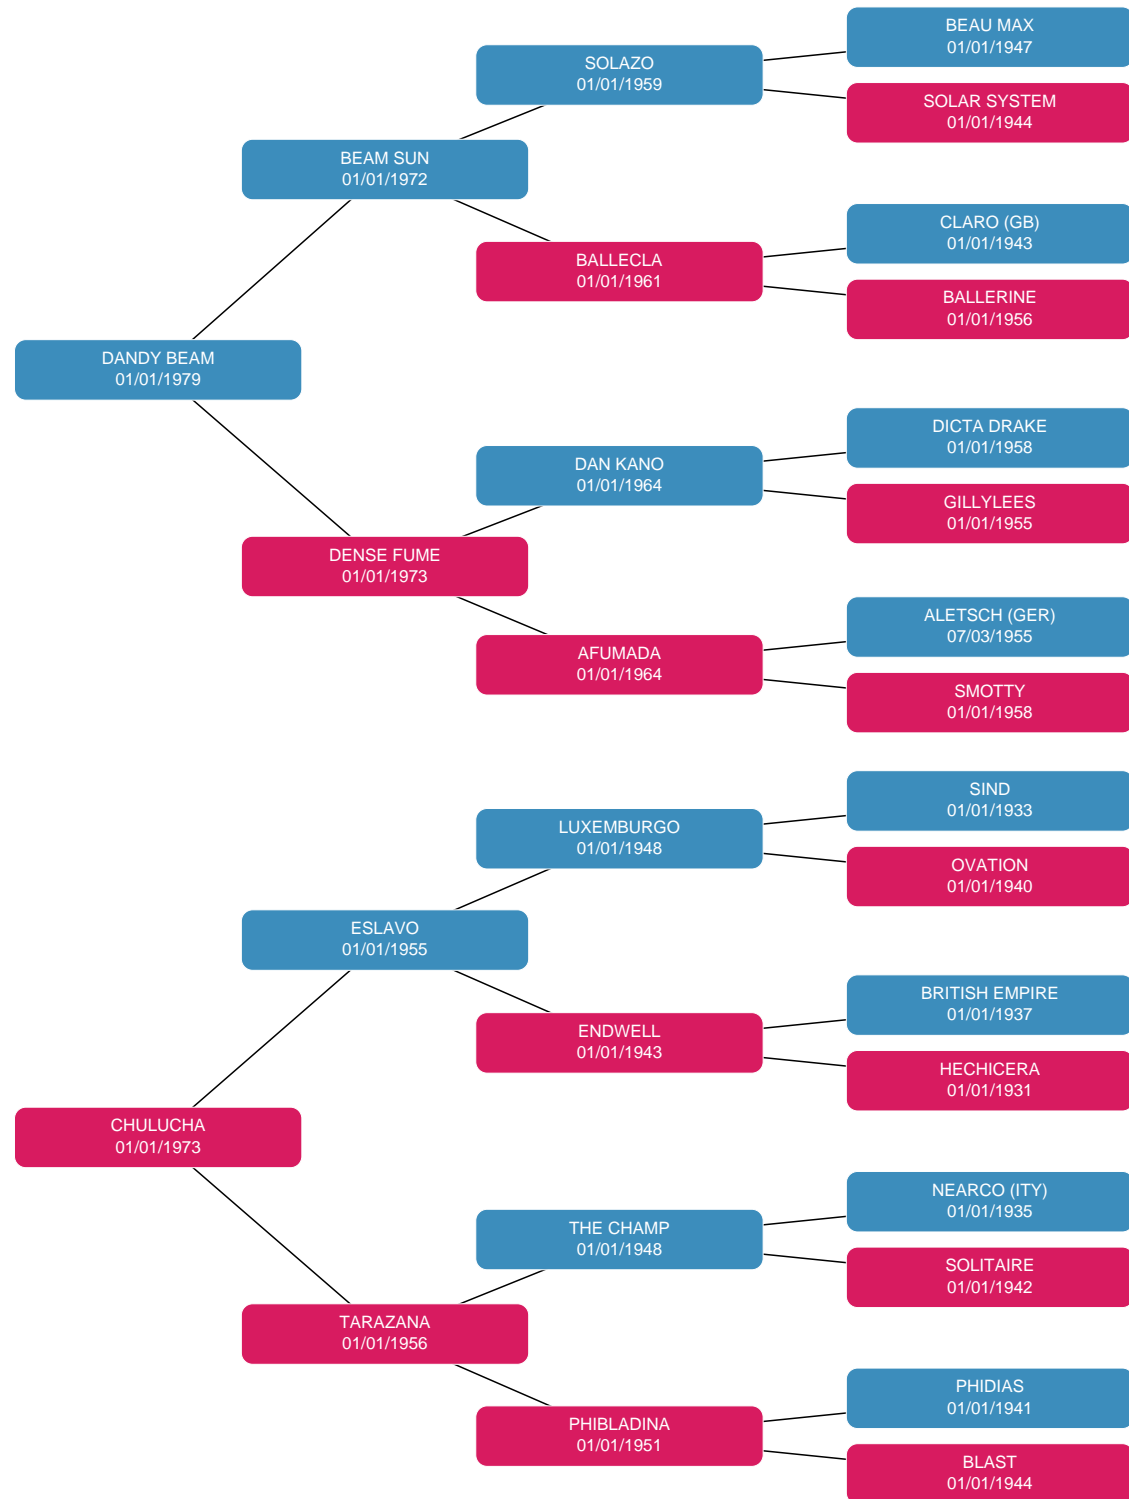 BEAU MAX
01/01/1947
SOLAZO
01/01/1959
SOLAR SYSTEM
01/01/1944
BEAM SUN
01/01/1972
CLARO (GB)
01/01/1943
BALLECLA
01/01/1961
BALLERINE
01/01/1956
DANDY BEAM
01/01/1979
DICTA DRAKE
01/01/1958
DAN KANO
01/01/1964
GILLYLEES
01/01/1955
DENSE FUME
01/01/1973
ALETSCH (GER)
07/03/1955
AFUMADA
01/01/1964
SMOTTY
01/01/1958
SIND
01/01/1933
LUXEMBURGO
01/01/1948
OVATION
01/01/1940
ESLAVO
01/01/1955
BRITISH EMPIRE
01/01/1937
ENDWELL
01/01/1943
HECHICERA
01/01/1931
CHULUCHA
01/01/1973
NEARCO (ITY)
01/01/1935
THE CHAMP
01/01/1948
SOLITAIRE
01/01/1942
TARAZANA
01/01/1956
PHIDIAS
01/01/1941
PHIBLADINA
01/01/1951
BLAST
01/01/1944